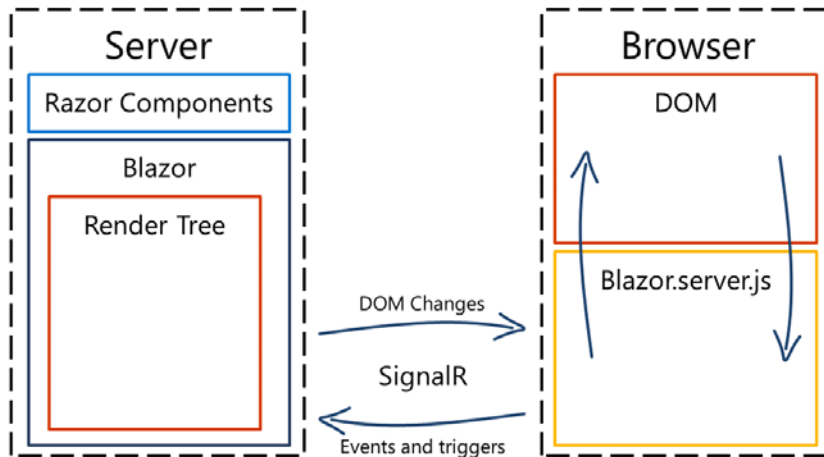 Server
Razor Components
Blazor
Render Tree
DOM Changes
SignalR
Events and triggers
Browser
DOM
Blazor.server.js